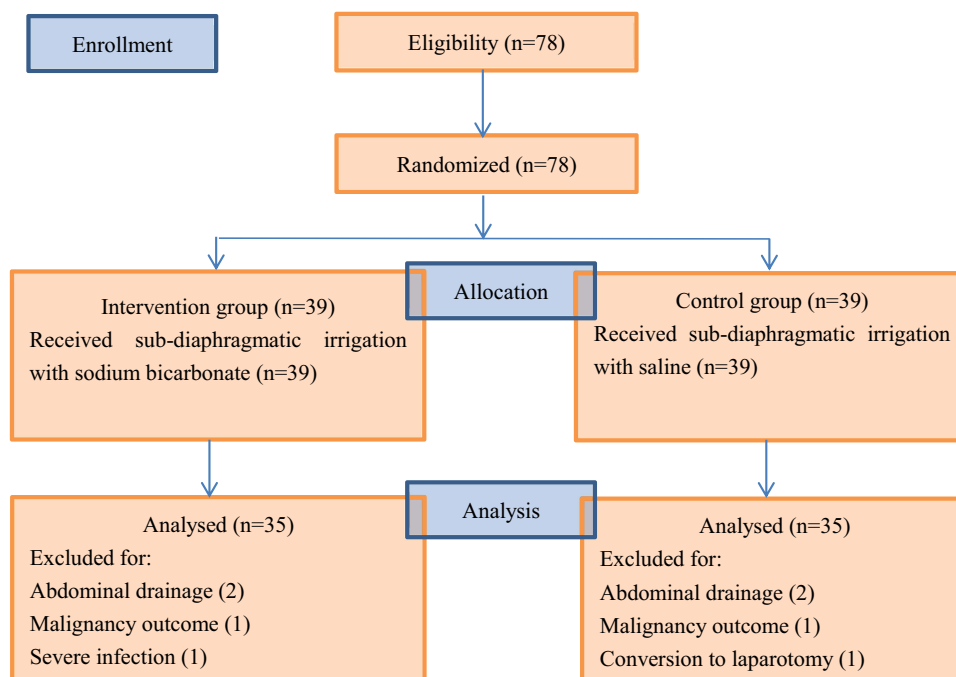 Enrollment
Eligibility (n=78)
Randomized (n=78)
Allocation
Intervention group (n=39)
Received sub-diaphragmatic irrigation
with sodium bicarbonate (n=39)
Control group (n=39)
Received sub-diaphragmatic irrigation
with saline (n=39)
Analysis
Analysed (n=35)
Excluded for:
Abdominal drainage (2)
Malignancy outcome (1)
Severe infection (1)
Analysed (n=35)
Excluded for:
Abdominal drainage (2)
Malignancy outcome (1)
Conversion to laparotomy (1)